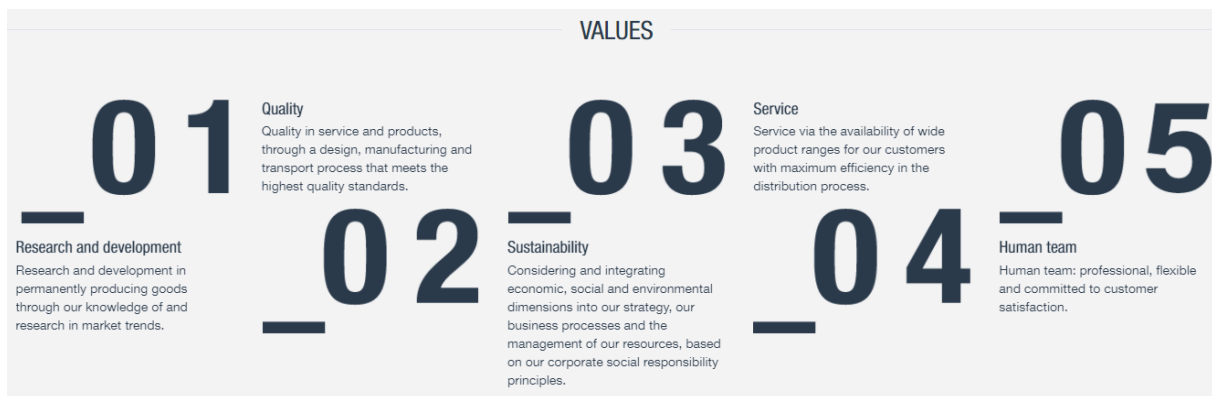 VALUES
01
Research and development
Research and development in
permanently producing goods
through our knowledge of and
research in market trends.
Quality
Quality in service and products,
through a design, manufacturing and
transport process that meets the
highest quality standards.
02
03
Sustainability
Considering and integrating
economic, social and environmental
dimensions into our strategy, our
business processes and the
management of our resources, based
on our corporate social responsibility
principles.
Service
Service via the availability of wide
product ranges for our customers
with maximum efficiency in the
distribution process.
04
05
Human team
Human team: professional, flexible
and committed to customer
satisfaction.